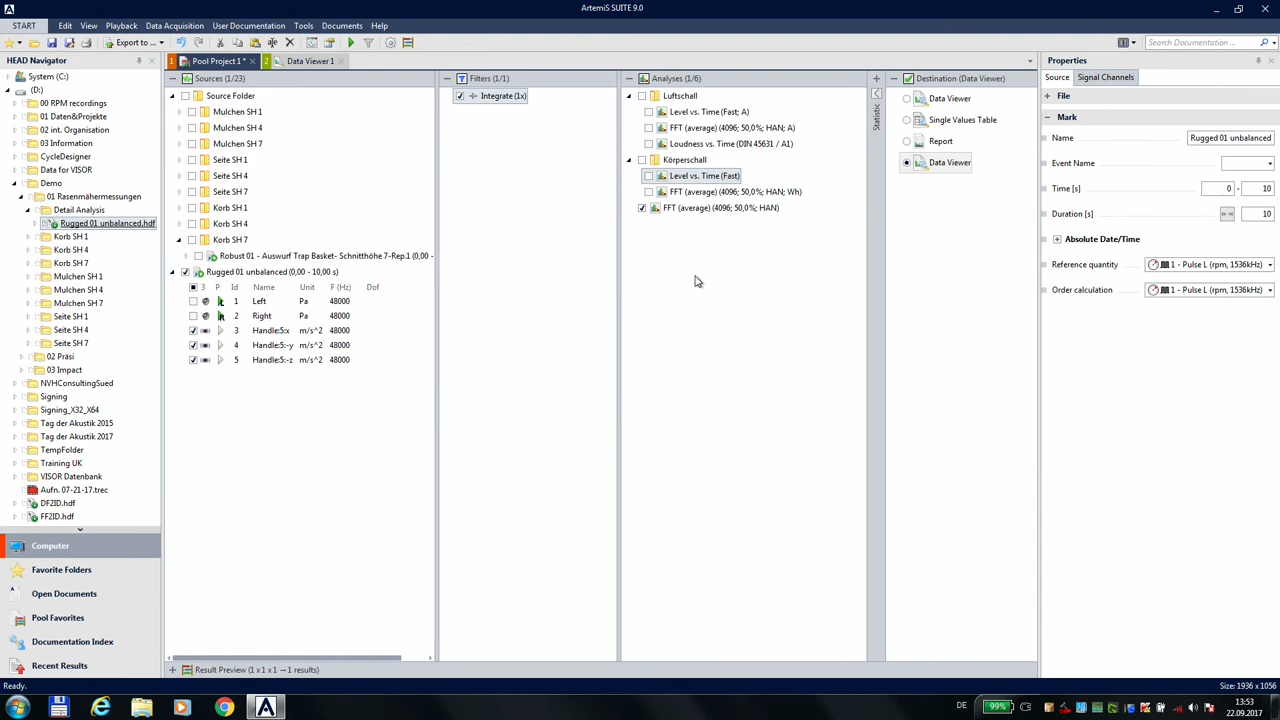 ArtemiS SUITE 9.0
START Edit View Playback Data Acquisition User Documentation Tools Documents Help
Export to ... Search Documentation...
HEAD Navigator
System (C:)
(D:)
00 RPM recordings
01 Daten&Projekte
02 int. Organisation
03 Information
CycleDesigner
Data for VISOR
Demo
01 Rasenmähermessungen
Detail Analysis
Rugged 01 unbalanced.hdf
Korb SH 1
Korb SH 4
Korb SH 7
Mulchen SH 1
Mulchen SH 4
Mulchen SH 7
Seite SH 1
Seite SH 4
Seite SH 7
02 Präsi
03 Impact
NVHConsultingSued
Signing
Signing_X32_X64
Tag der Akustik 2015
Tag der Akustik 2017
TempFolder
Training UK
VISOR Datenbank
Aufn. 07-21-17.trec
DF2ID.hdf
FF2ID.hdf
Computer
Favorite Folders
Open Documents
Pool Favorites
Documentation Index
Recent Results
1 Pool Project 1 * 2 Data Viewer 1
Sources (1/23)
Source Folder
Mulchen SH 1
Mulchen SH 4
Mulchen SH 7
Seite SH 1
Seite SH 4
Seite SH 7
Korb SH 1
Korb SH 4
Korb SH 7
Robust 01 - Auswurf Trap Basket- Schnitthöhe 7-Rep.1 (0,00 -
Rugged 01 unbalanced (0,00 - 10,00 s)
3 P Id Name Unit F (Hz) Dof
1 Left Pa 48000
2 Right Pa 48000
3 Handle:5:x m/s^2 48000
4 Handle:5:-y m/s^2 48000
5 Handle:5:-z m/s^2 48000
Result Preview (1 x 1 x 1 → 1 results)
Filters (1/1)
Integrate (1x)
Analyses (1/6)
Luftschall
Level vs. Time (Fast; A)
FFT (average) (4096; 50,0%; HAN; A)
Loudness vs. Time (DIN 45631 / A1)
Körperschall
Level vs. Time (Fast)
FFT (average) (4096; 50,0%; HAN; Wh)
FFT (average) (4096; 50,0%; HAN)
Statistic
Destination (Data Viewer)
Data Viewer
Single Values Table
Report
Data Viewer
Properties
Source Signal Channels
File
Mark
Name Rugged 01 unbalanced
Event Name
Time [s] 0 - 10
Duration [s] 10
Absolute Date/Time
Reference quantity 1 - Pulse L (rpm, 1536kHz)
Order calculation 1 - Pulse L (rpm, 1536kHz)
Ready. Size: 1936 x 1056
DE 99% 13:53
22.09.2017